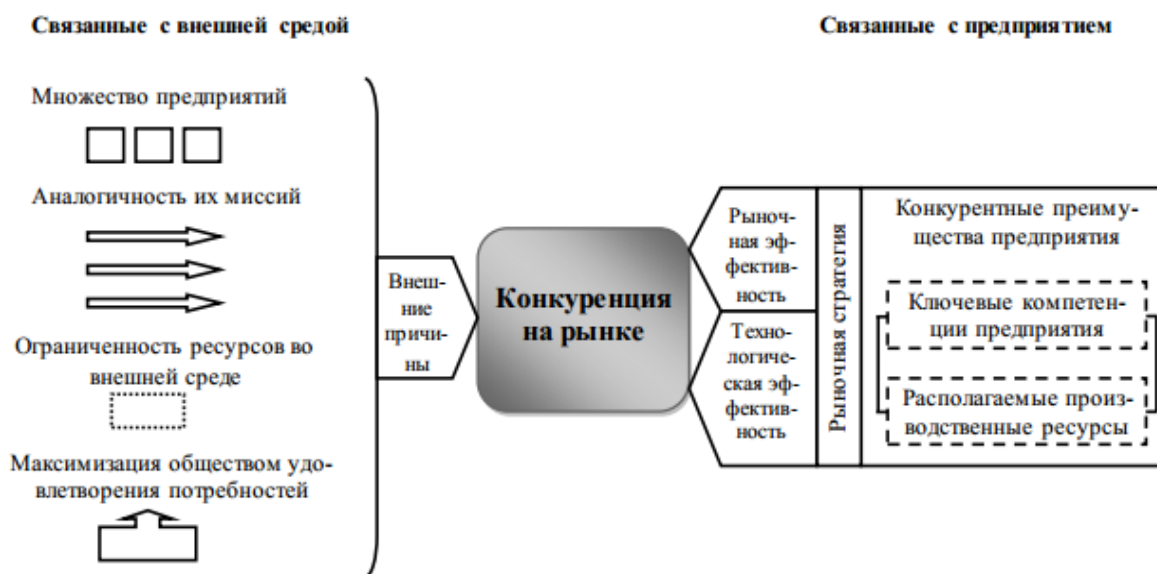 Связанные с внешней средой
Связанные с предприятием
Множество предприятий
Аналогичность их миссий
Ограниченность ресурсов во
внешней среде
Максимизация обществом удо-
влетворения потребностей
Внеш-
ние
причи-
ны
Конкуренция
на рынке
Рыноч-
ная эф-
фектив-
ность
Техно-
логиче-
ская эф-
фектив-
ность
Рыночная стратегия
Конкурентные преиму-
щества предприятия
Ключевые компетен-
ции предприятия
Располагаемые произ-
водственные ресурсы